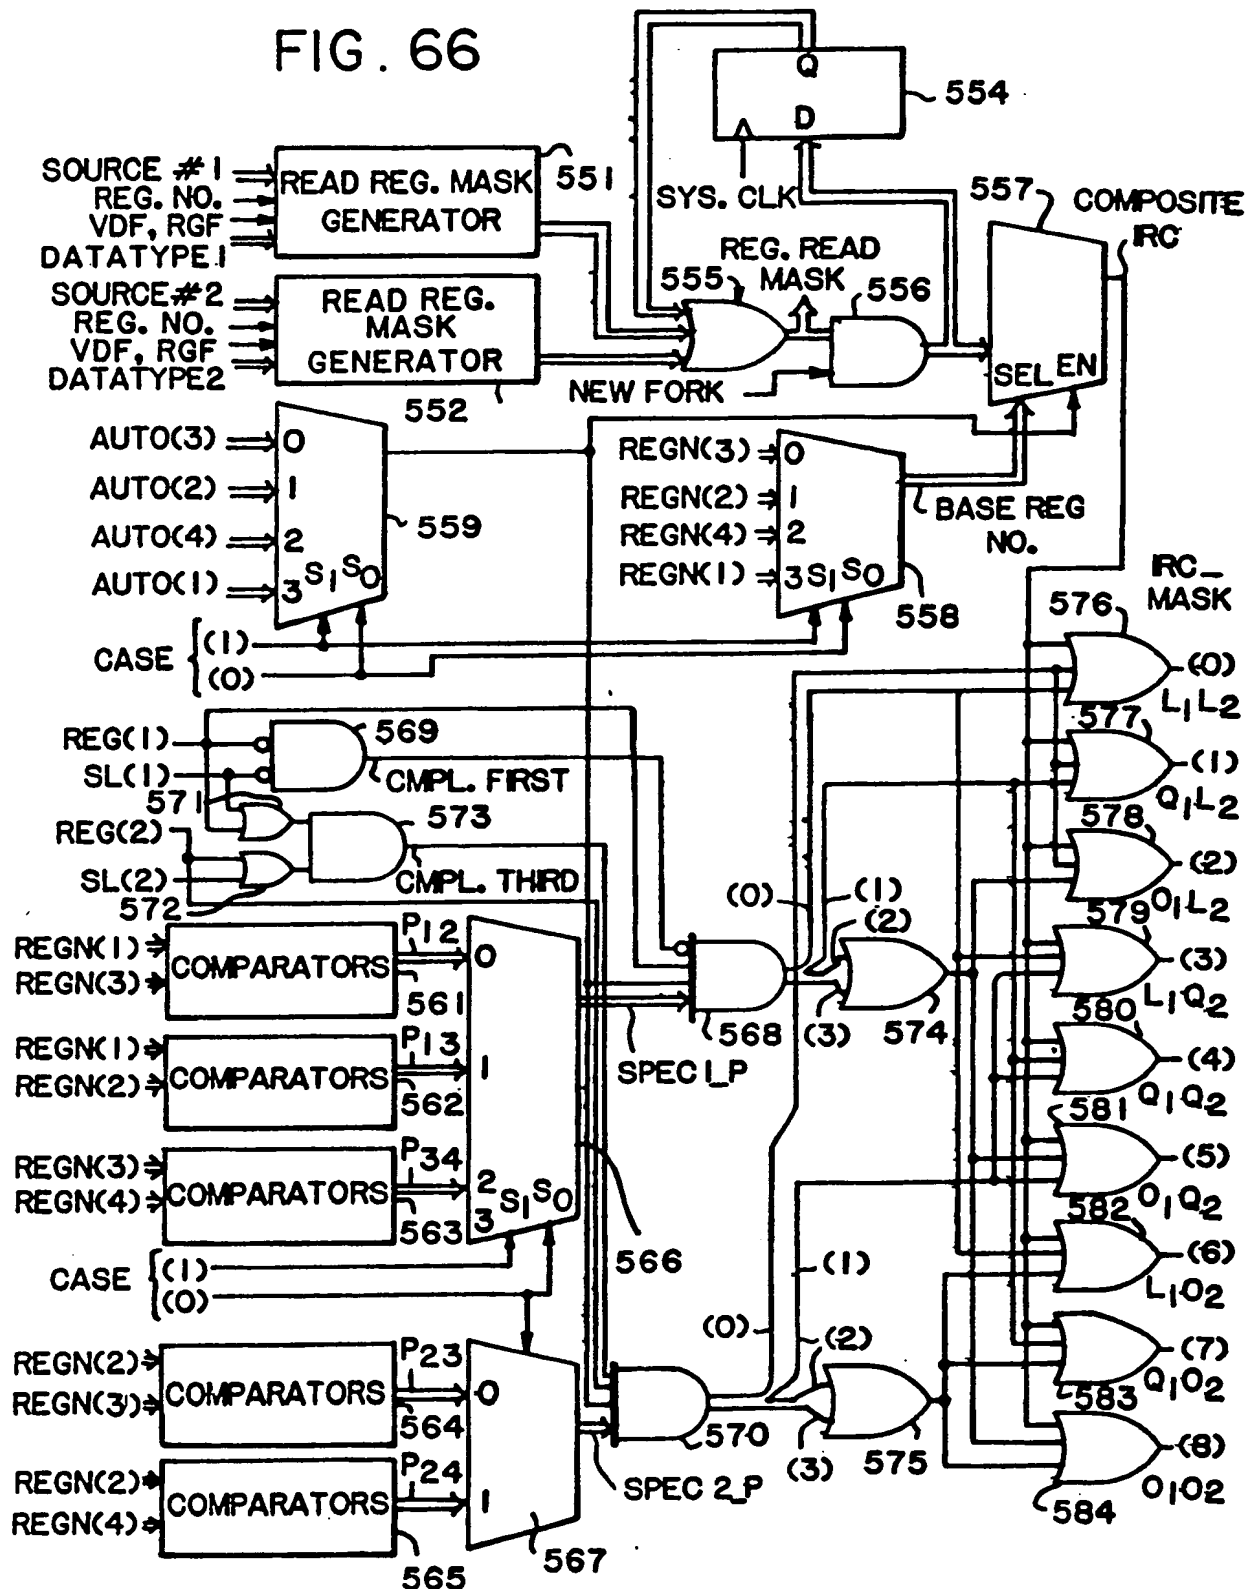 FIG. 66
Q
D
554
SYS. CLK
SOURCE #1
REG. NO.
VDF, RGF
DATATYPE1
READ REG. MASK
GENERATOR
551
SOURCE #2
REG. NO.
VDF, RGF
DATATYPE2
READ REG.
MASK
GENERATOR
552
555
REG. READ
MASK
556
NEW FORK
557
COMPOSITE
IRC
SEL
EN
AUTO(3)
AUTO(2)
AUTO(4)
AUTO(1)
0
1
2
3
S1 S0
559
REGN(3)
REGN(2)
REGN(4)
REGN(1)
0
1
2
3
S1 S0
558
BASE REG
NO.
CASE
(1)
(0)
IRC_
MASK
REG(1)
SL(1)
REG(2)
SL(2)
569
CMPL. FIRST
571
573
CMPL. THIRD
572
REGN(1)
REGN(3)
COMPARATORS
P12
561
REGN(1)
REGN(2)
COMPARATORS
P13
562
REGN(3)
REGN(4)
COMPARATORS
P34
563
0
1
2
3
S1 S0
566
CASE
(1)
(0)
REGN(2)
REGN(3)
COMPARATORS
P23
564
REGN(2)
REGN(4)
COMPARATORS
P24
565
0
1
567
568
SPEC 1_P
(0)
(1)
(2)
(3)
574
570
SPEC 2_P
(0)
(1)
(2)
(3)
575
576
(0)
L1L2
577
(1)
Q1L2
578
(2)
O1L2
579
(3)
L1Q2
580
(4)
Q1Q2
581
(5)
O1Q2
582
(6)
L1O2
583
(7)
Q1O2
584
(8)
O1O2